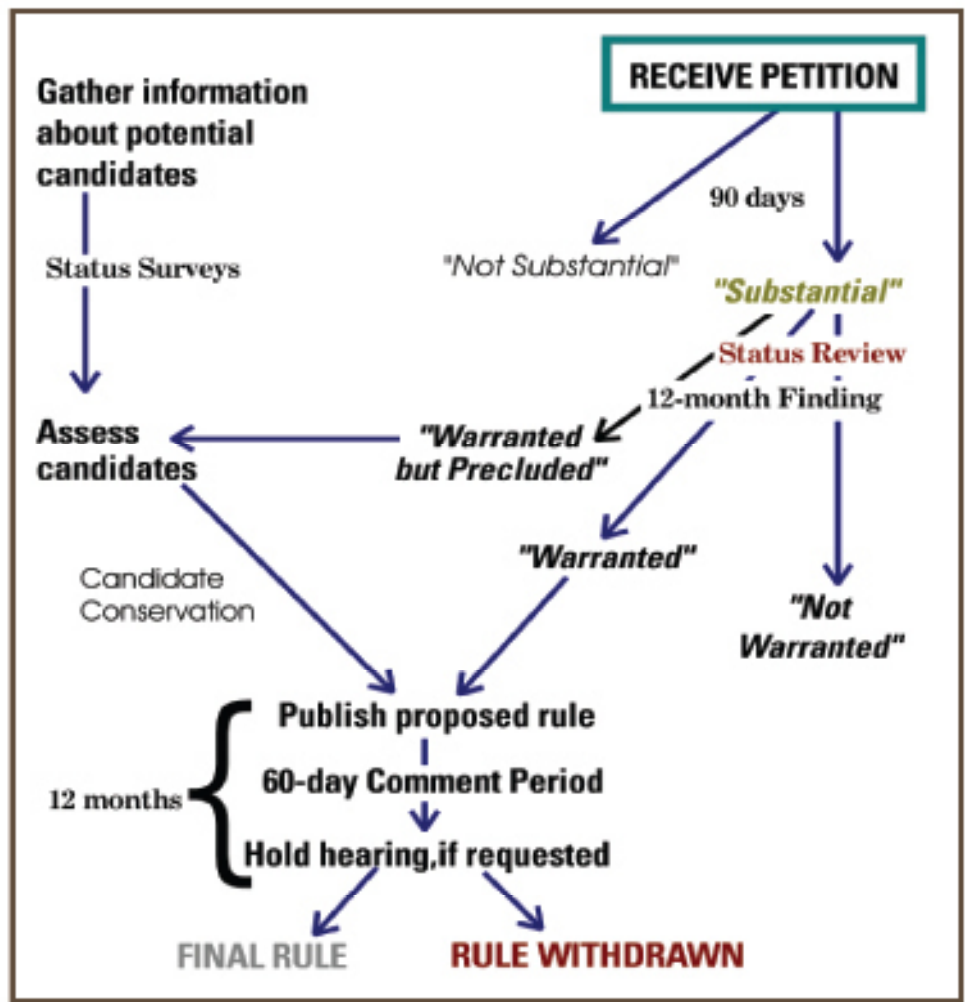 RECEIVE PETITION
Gather information
about potential
candidates
90 days
"Not Substantial"
Status Surveys
"Substantial"
Status Review
12-month Finding
Assess
candidates
"Warranted
but Precluded"
"Warranted"
Candidate
Conservation
"Not
Warranted"
Publish proposed rule
60-day Comment Period
12 months
Hold hearing,if requested
FINAL RULE
RULE WITHDRAWN